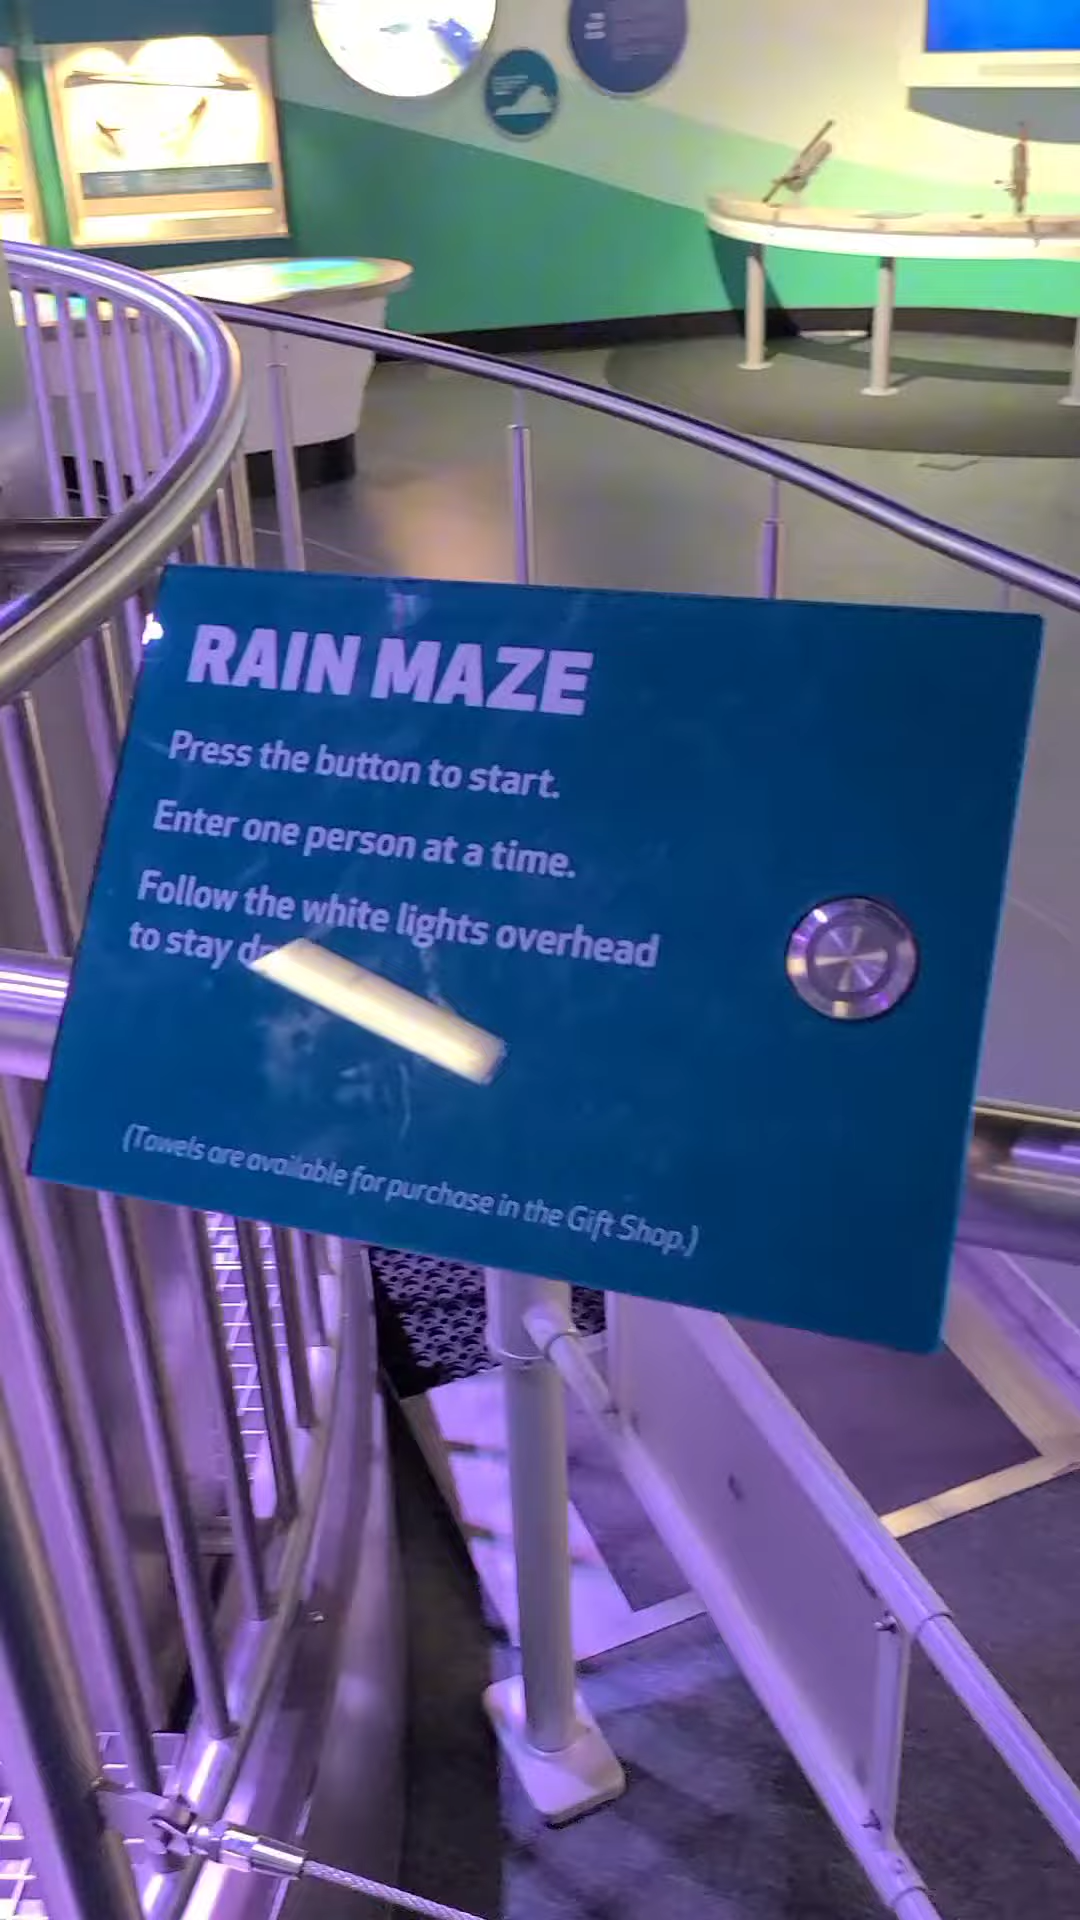 RAIN MAZE
Press the button to start.
Enter one person at a time.
Follow the white lights overhead
to stay
(Towels are available for purchase in the Gift Shop.)